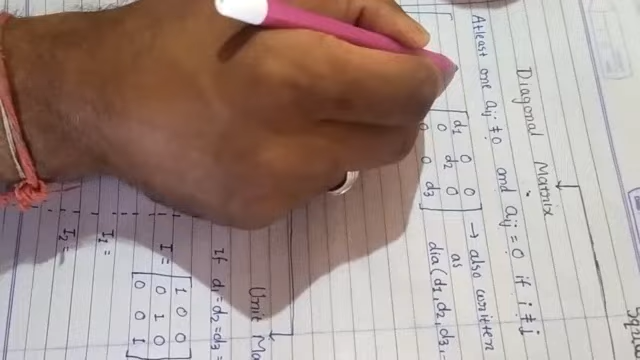 Diagonal Matrix
Atleast one aij ≠ 0 and aij = 0 if i ≠ j
d1 0 0
0 d2 0
0 0 d3
→ also written
as
dia(d1, d2, d3,
Unit
If d1 = d2 = d3 =
I =
1 0 0
0 1 0
0 0 1
I1 =
I2 =